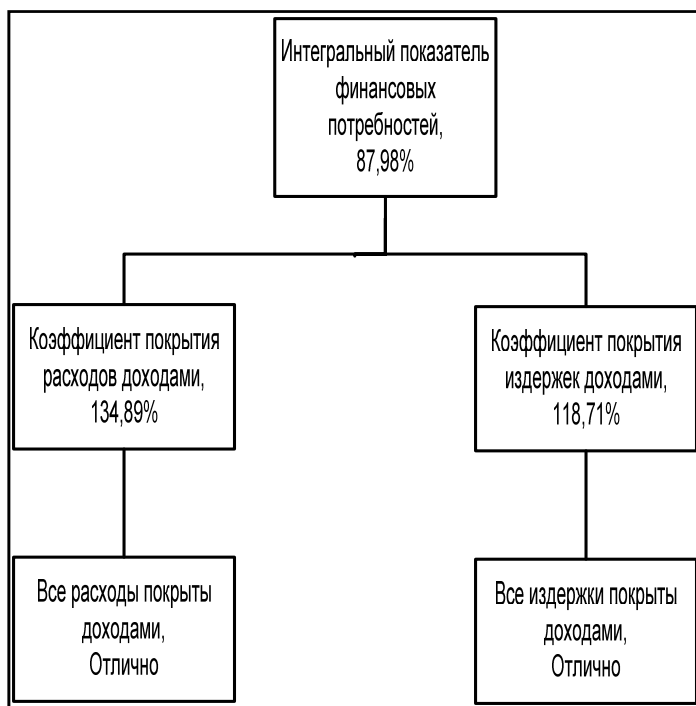 Интегральный показатель
финансовых
потребностей,
87,98%
Коэффициент покрытия
расходов доходами,
134,89%
Коэффициент покрытия
издержек доходами,
118,71%
Все расходы покрыты
доходами,
Отлично
Все издержки покрыты
доходами,
Отлично